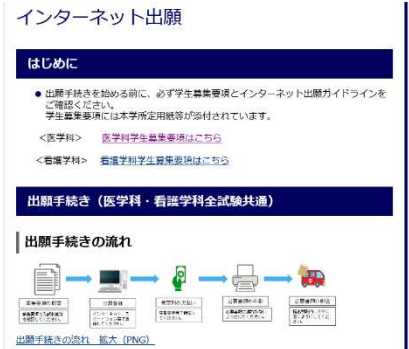 インターネット出願
はじめに
● 出願手続きを始める前に、必ず学生募集要項とインターネット出願ガイドラインを
ご確認ください。
学生募集要項には本学所定用紙等が添付されています。
<医学科> 医学科学生募集要項はこちら
<看護学科> 看護学科学生募集要項はこちら
出願手続き（医学科・看護学科全試験共通）
出願手続きの流れ
出願手続きの流れ 拡大（PNG）